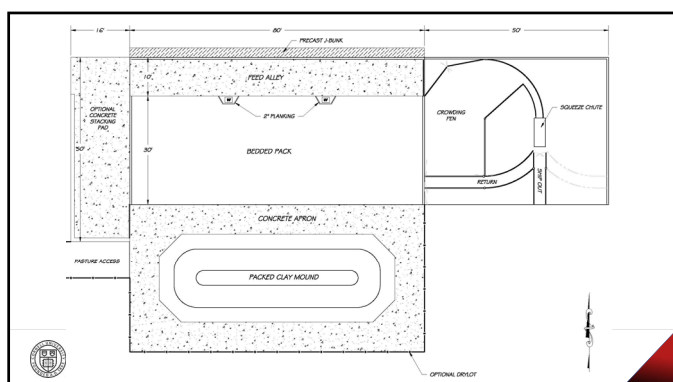 16'
80'
50'
PRECAST J-BUNK
10'
FEED ALLEY
2" PLANKING
CROWDING
PEN
SQUEEZE CHUTE
OPTIONAL
CONCRETE
STACKING
PAD
50'
30'
BEDDED PACK
RETURN
SHIP OUT
CONCRETE APRON
PASTURE ACCESS
PACKED CLAY MOUND
OPTIONAL DRYLOT